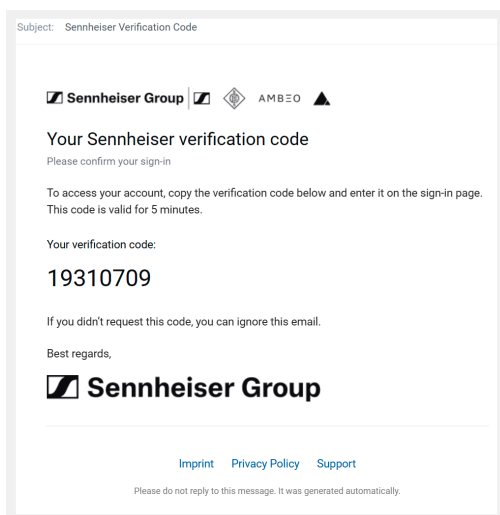 Subject: Sennheiser Verification Code
Sennheiser Group AMBEO
Your Sennheiser verification code
Please confirm your sign-in
To access your account, copy the verification code below and enter it on the sign-in page.
This code is valid for 5 minutes.
Your verification code:
19310709
If you didn't request this code, you can ignore this email.
Best regards,
Sennheiser Group
Imprint Privacy Policy Support
Please do not reply to this message. It was generated automatically.